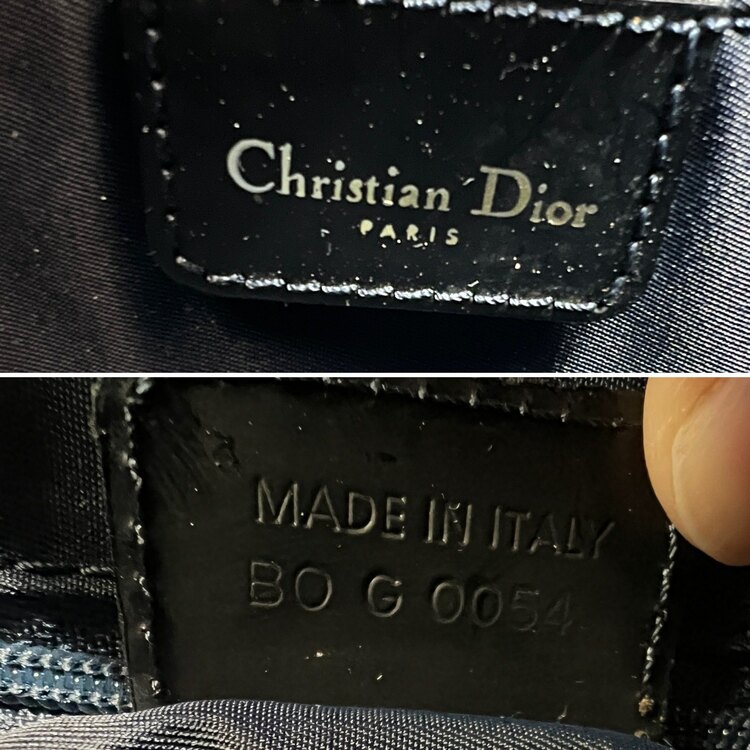 Christian Dior
PARIS
MADE IN ITALY
BO G 0054